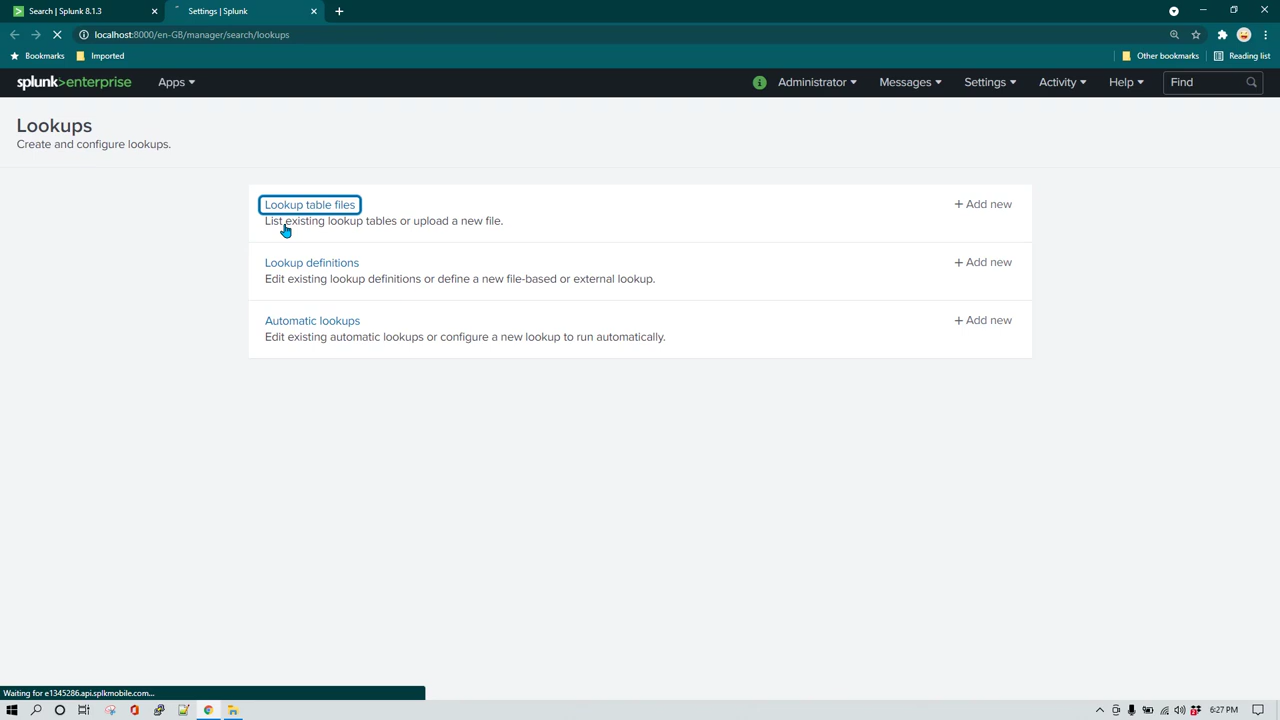 Search | Splunk 8.1.3
Settings | Splunk
localhost:8000/en-GB/manager/search/lookups
Bookmarks
Imported
Other bookmarks
Reading list
splunk>enterprise
Apps
Administrator
Messages
Settings
Activity
Help
Find
Lookups
Create and configure lookups.
Lookup table files
+ Add new
List existing lookup tables or upload a new file.
Lookup definitions
+ Add new
Edit existing lookup definitions or define a new file-based or external lookup.
Automatic lookups
+ Add new
Edit existing automatic lookups or configure a new lookup to run automatically.
Waiting for e1345286.api.splkmobile.com...
6:27 PM